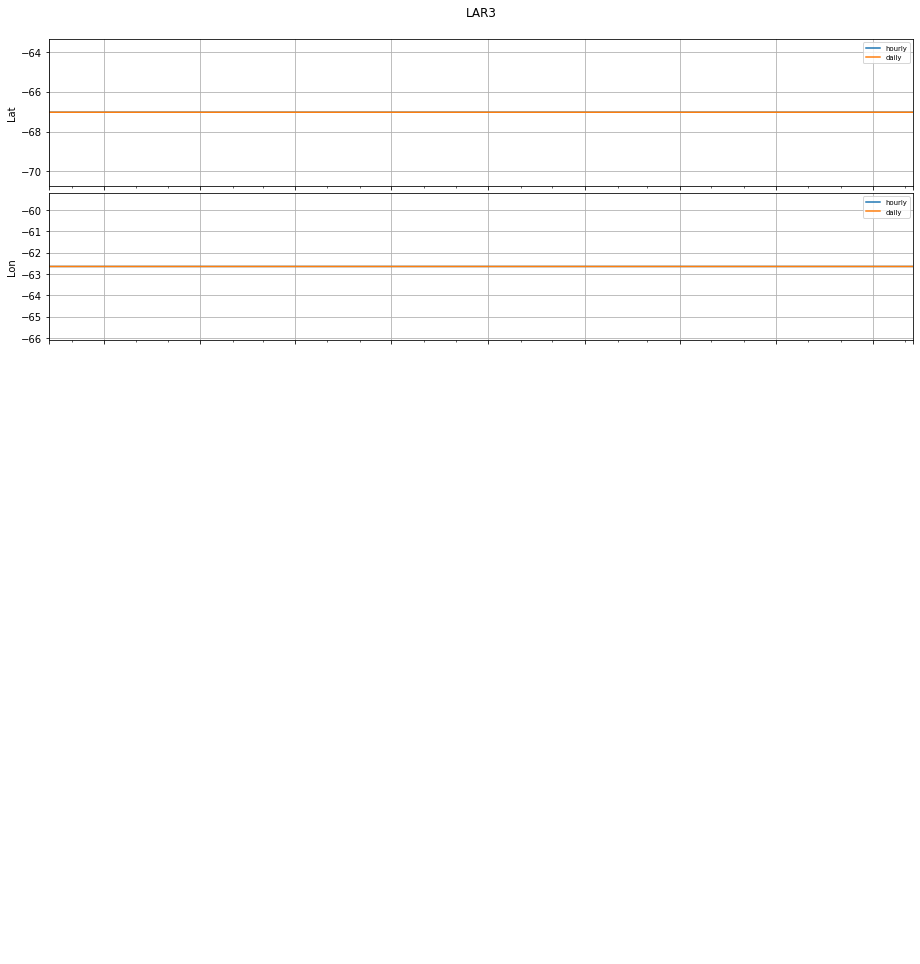 LAR3
−64
−66
−68
−70
Lat
hourly
daily
−60
−61
−62
−63
−64
−65
−66
Lon
hourly
daily